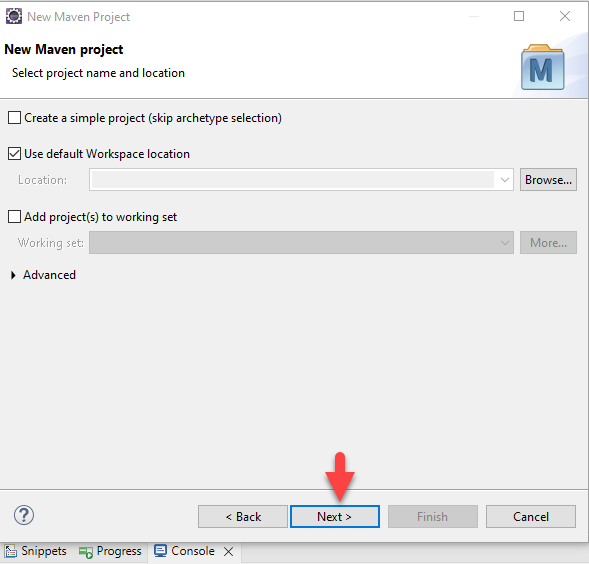 New Maven Project
New Maven project
Select project name and location
M
Create a simple project (skip archetype selection)
Use default Workspace location
Location:
Browse...
Add project(s) to working set
Working set:
More...
Advanced
?
< Back
Next >
Finish
Cancel
Snippets
Progress
Console